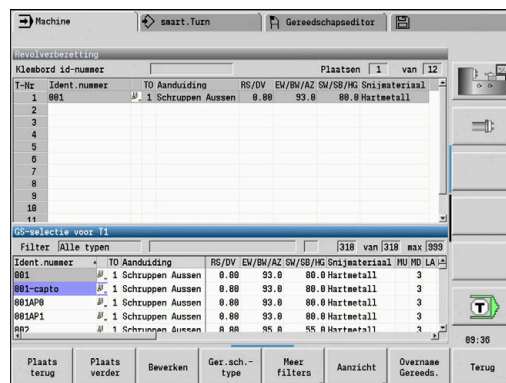 Machine smart.Turn Gereedschapseditor
Revolverbezetting
Klembord id-nummer Plaatsen 1 van 12
T-Nr Ident.nummer TO Aanduiding RS/DV EW/BW/AZ SW/SB/HG Snijmateriaal
1 001 1 Schruppen Aussen 0.80 93.0 80.0 Hartmetall
2
3
4
5
6
7
8
9
10
11
GS-selectie voor T1
Filter Alle typen 318 van 318 max 999
Ident.nummer TO Aanduiding RS/DV EW/BW/AZ SW/SB/HG Snijmateriaal MU MD LA
001 1 Schruppen Aussen 0.80 93.0 80.0 Hartmetall 3
001-capto 1 Schruppen Aussen 0.80 93.0 80.0 Hartmetall 3
001AP0 1 Schruppen Aussen 0.80 93.0 80.0 Hartmetall 3
001AP1 1 Schruppen Aussen 0.80 93.0 80.0 Hartmetall 3
002 1 Schruppen Aussen 0.80 95.0 55.0 Hartmetall 3
T
09:36
Plaats terug
Plaats verder
Bewerken
Ger.sch.-type
Meer filters
Aanzicht
Overname Gereeds.
Terug